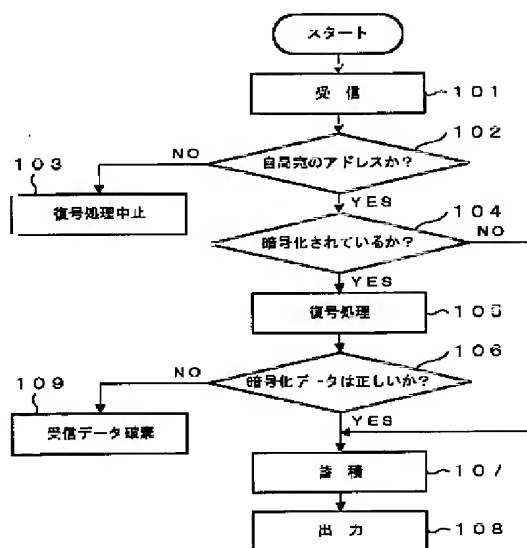 スタート
受信
101
102
自局宛のアドレスか?
NO
103
復号処理中止
YES
104
暗号化されているか?
NO
YES
105
復号処理
106
暗号化データは正しいか?
NO
109
受信データ破棄
YES
蓄積
107
出力
108